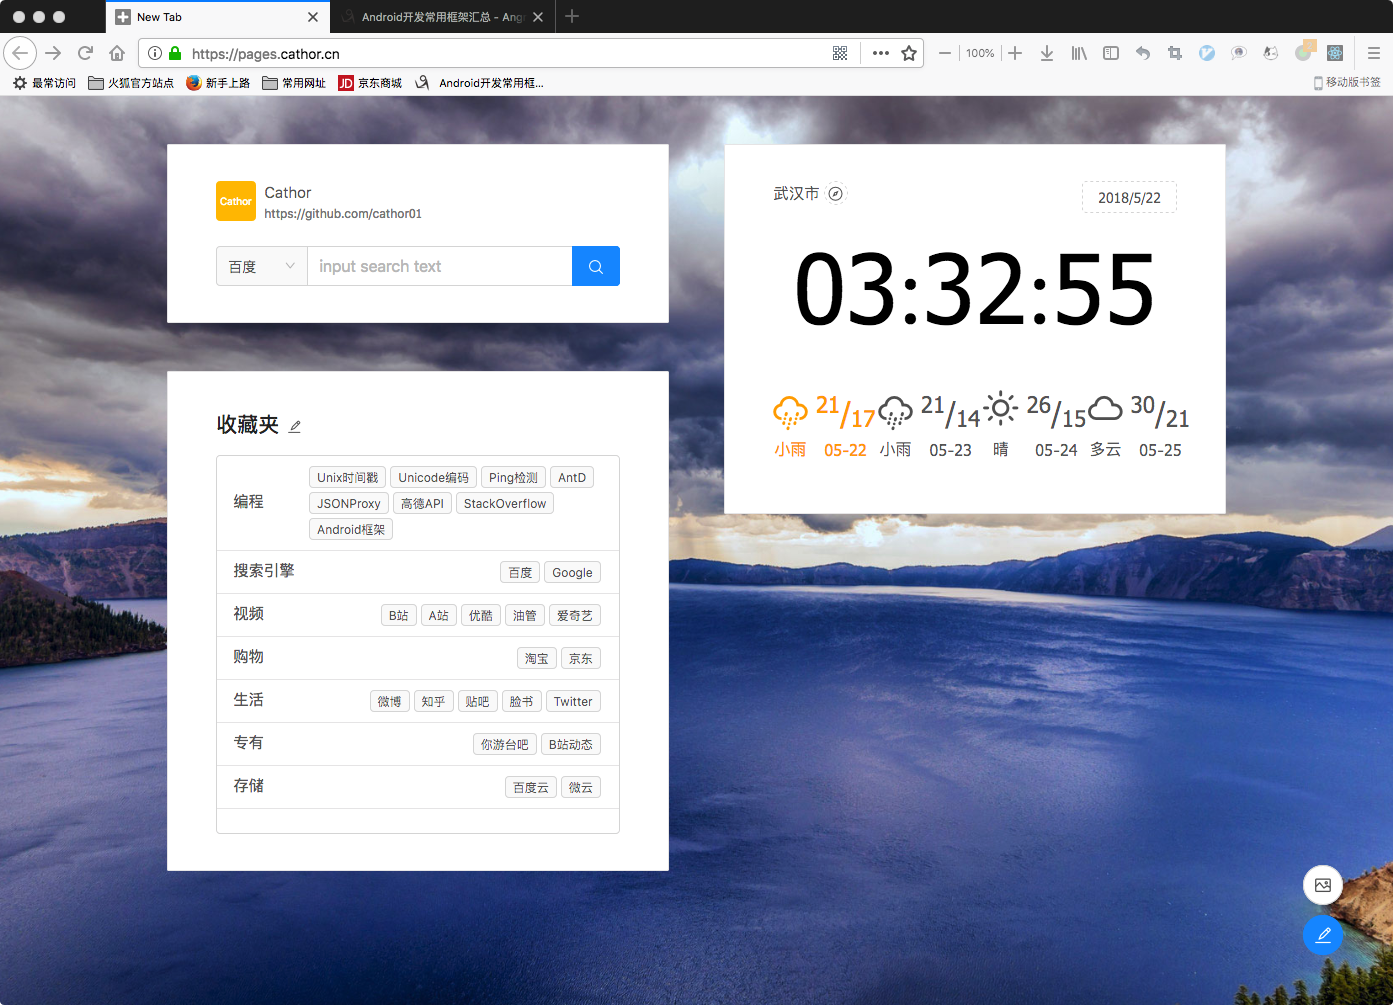 New Tab
Android开发常用框架汇总 - Ang
https://pages.cathor.cn
100%
最常访问
火狐官方站点
新手上路
常用网址
JD 京东商城
Android开发常用框...
移动版书签
Cathor
Cathor
https://github.com/cathor01
百度
input search text
武汉市
2018/5/22
03:32:55
21/17
小雨 05-22
21/14
小雨 05-23
26/15
晴 05-24
30/21
多云 05-25
收藏夹
编程
Unix时间戳 Unicode编码 Ping检测 AntD
JSONProxy 高德API StackOverflow
Android框架
搜索引擎 百度 Google
视频 B站 A站 优酷 油管 爱奇艺
购物 淘宝 京东
生活 微博 知乎 贴吧 脸书 Twitter
专有 你游台吧 B站动态
存储 百度云 微云